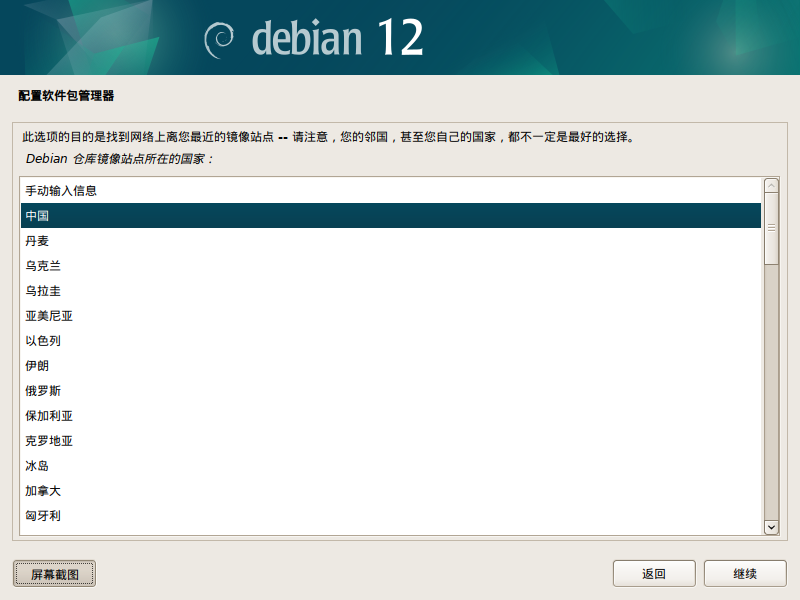 debian 12
配置软件包管理器
此选项的目的是找到网络上离您最近的镜像站点 -- 请注意，您的邻国，甚至您自己的国家，都不一定是最好的选择。
Debian 仓库镜像站点所在的国家：
手动输入信息
中国
丹麦
乌克兰
乌拉圭
亚美尼亚
以色列
伊朗
俄罗斯
保加利亚
克罗地亚
冰岛
加拿大
匈牙利
屏幕截图
返回
继续